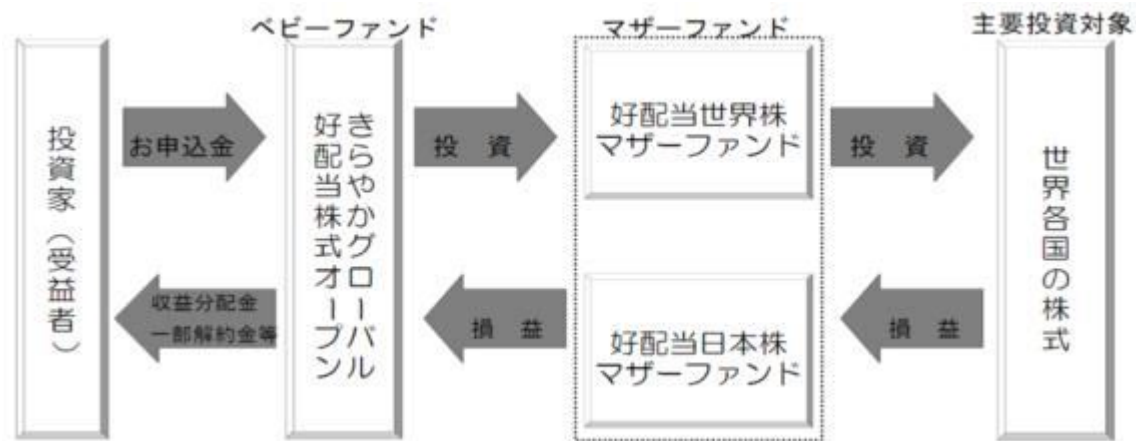 ベビーファンド
マザーファンド
主要投資対象
投資家（受益者）
お申込金
きらやかグローバル
好配当株式オープン
投　資
好配当世界株
マザーファンド
投　資
世界各国の株式
収益分配金
一部解約金等
損　益
好配当日本株
マザーファンド
損　益